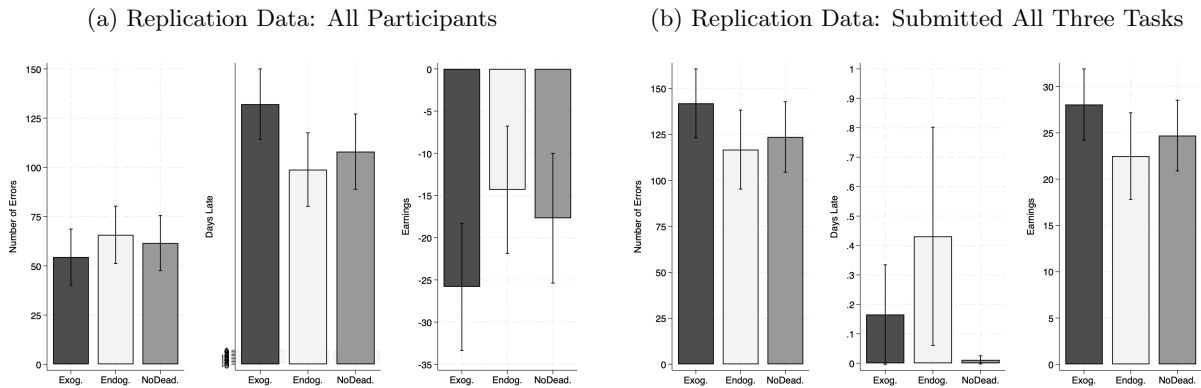 (a) Replication Data: All Participants
Number of Errors
150
125
100
75
50
25
0
Exog. Endog. NoDead.
Days Late
Exog. Endog. NoDead.
Earnings
0
-5
-10
-15
-20
-25
-30
-35
Exog. Endog. NoDead.
(b) Replication Data: Submitted All Three Tasks
Number of Errors
150
125
100
75
50
25
0
Exog. Endog. NoDead.
Days Late
1
.9
.8
.7
.6
.5
.4
.3
.2
.1
0
Exog. Endog. NoDead.
Earnings
30
25
20
15
10
5
0
Exog. Endog. NoDead.